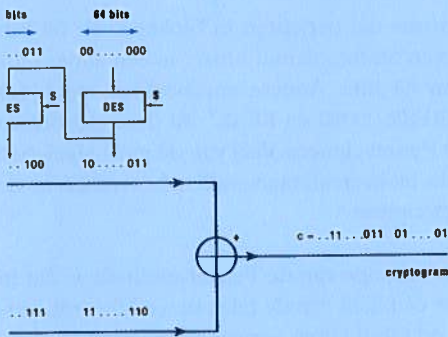 bits 64 bits
...011 00....000
S S
ES DES
..100 10....011
+
c = ..11 ...011 01 ....01
cryptogram
..111 11.....110